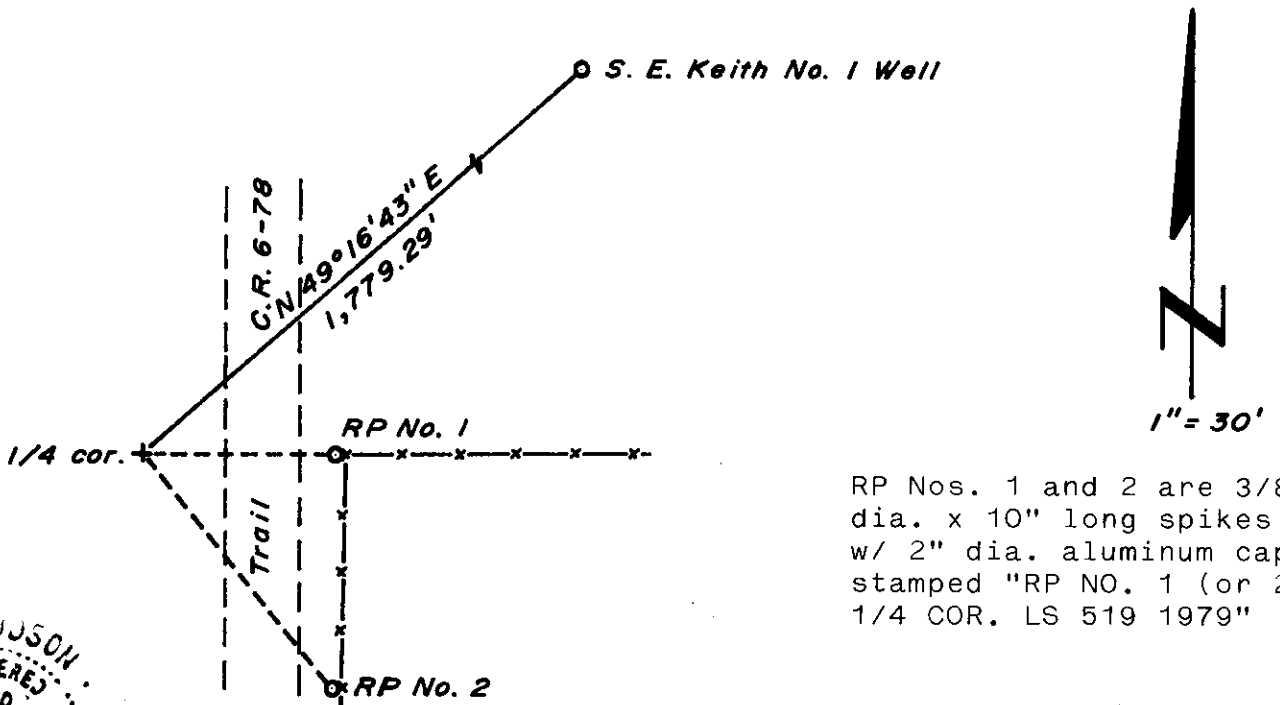 S. E. Keith No. 1 Well
C.R. 6-78
N 49°16'43" E
1,779.29'
1" = 30'
RP No. 1
1/4 cor.
Trail
RP No. 2
RP Nos. 1 and 2 are 3/8
dia. x 10" long spikes
w/ 2" dia. aluminum cap
stamped "RP NO. 1 (or 2
1/4 COR. LS 519 1979"